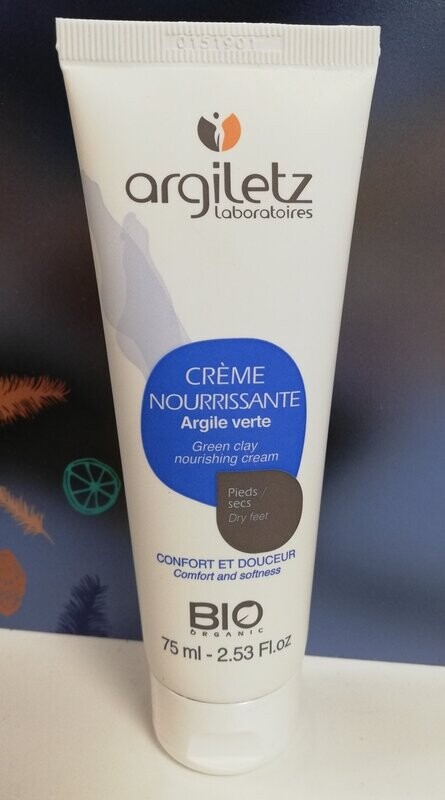 0151901
argiletz
laboratoires
CRÈME
NOURRISSANTE
Argile verte
Green clay
nourishing cream
Pieds /
secs
Dry feet
CONFORT ET DOUCEUR
Comfort and softness
BIO
ORGANIC
75 ml - 2.53 Fl.oz